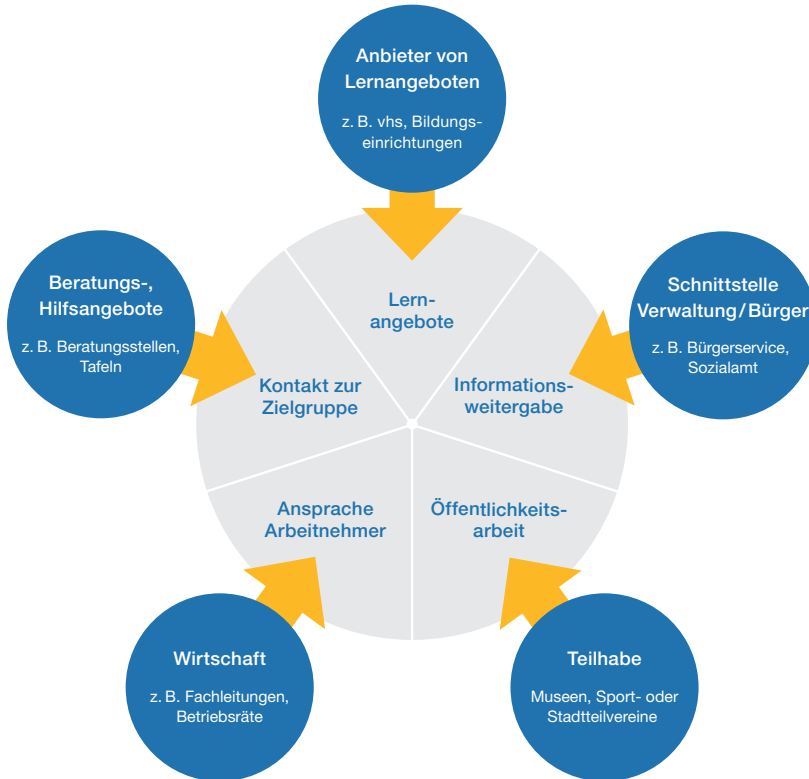 Anbieter von
Lernangeboten
z. B. vhs, Bildungs-
einrichtungen
Beratungs-,
Hilfsangebote
z. B. Beratungsstellen,
Tafeln
Schnittstelle
Verwaltung/Bürger
z. B. Bürgerservice,
Sozialamt
Lern-
angebote
Kontakt zur
Zielgruppe
Informations-
weitergabe
Ansprache
Arbeitnehmer
Öffentlichkeits-
arbeit
Wirtschaft
z. B. Fachleitungen,
Betriebsräte
Teilhabe
Museen, Sport- oder
Stadtteilvereine